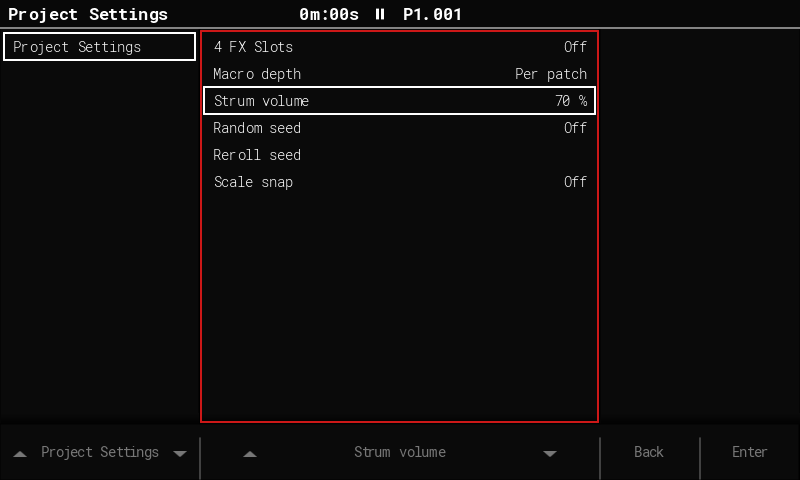 Project Settings 0m:00s P1.001
Project Settings
4 FX Slots Off
Macro depth Per patch
Strum volume 70 %
Random seed Off
Reroll seed
Scale snap Off
Project Settings Strum volume Back Enter